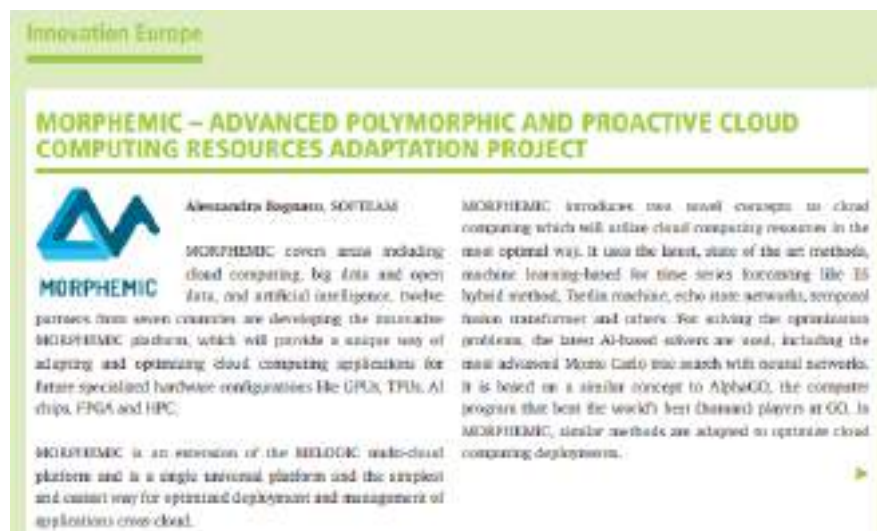 Innovation Europe
MORPHEMIC – ADVANCED POLYMORPHIC AND PROACTIVE CLOUD
COMPUTING RESOURCES ADAPTATION PROJECT
MORPHEMIC
Alessandra Bagnato, SOFTEAM
MORPHEMIC covers areas including
cloud computing, big data and open
data, and artificial intelligence, twelve
partners from seven countries are developing the innovative
MORPHEMIC platform, which will provide a unique way of
adapting and optimizing cloud computing applications for
future specialized hardware configurations like GPUs, TPUs, AI
chips, FPGA and HPC.
MORPHEMIC is an extension of the MELODIC multi-cloud
platform and is a single universal platform and the simplest
and easiest way for optimized deployment and management of
applications cross-cloud.
MORPHEMIC introduces two novel concepts to cloud
computing which will utilize cloud computing resources in the
most optimal way. It uses the latest, state of the art methods,
machine learning-based for time series forecasting like ES
hybrid method, Tsetlin machine, echo state networks, temporal
fusion transformer and others. For solving the optimization
problems, the latest AI-based solvers are used, including the
most advanced Monte Carlo tree search with neural networks.
It is based on a similar concept to AlphaGO, the computer
program that beat the world's best (human) players at GO. In
MORPHEMIC, similar methods are adapted to optimize cloud
computing deployments.